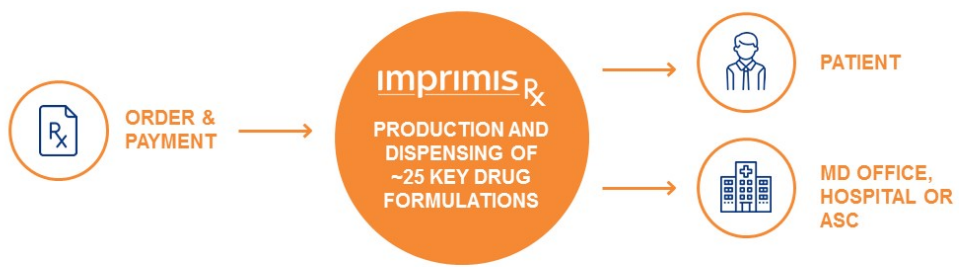 Rx
ORDER &
PAYMENT
imprimis Rx
PRODUCTION AND
DISPENSING OF
~25 KEY DRUG
FORMULATIONS
PATIENT
MD OFFICE,
HOSPITAL OR
ASC